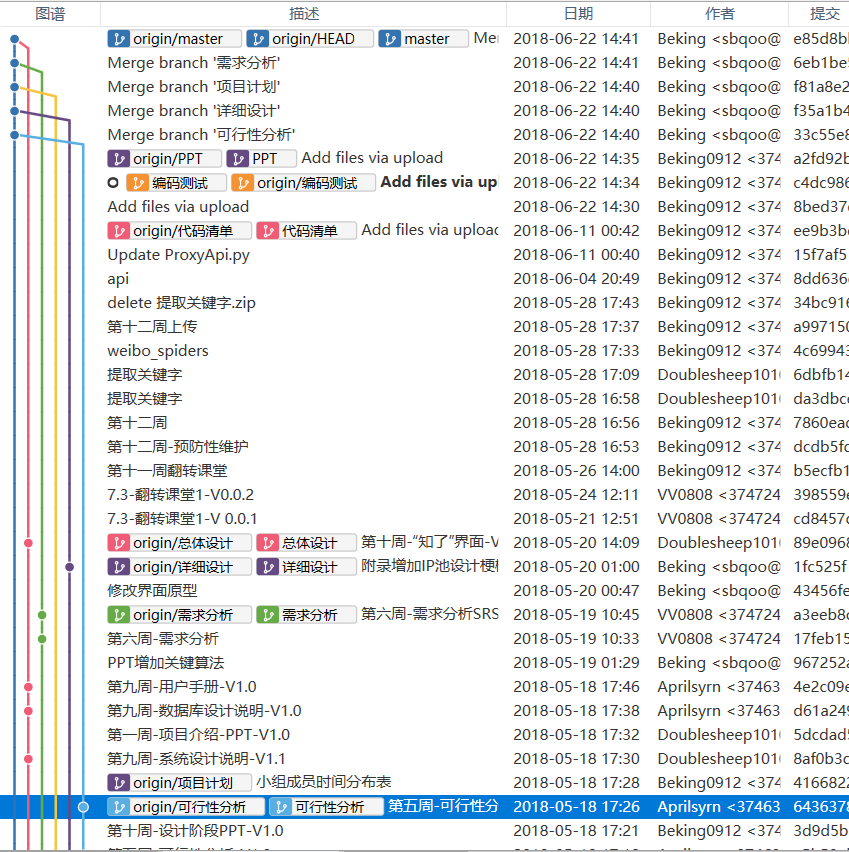 图谱 描述 日期 作者 提交
origin/master origin/HEAD master Mer 2018-06-22 14:41 Beking <sbqoo@ e85d8b
Merge branch '需求分析' 2018-06-22 14:41 Beking <sbqoo@ 6eb1be
Merge branch '项目计划' 2018-06-22 14:40 Beking <sbqoo@ f81a8e2
Merge branch '详细设计' 2018-06-22 14:40 Beking <sbqoo@ f35a1b4
Merge branch '可行性分析' 2018-06-22 14:40 Beking <sbqoo@ 33c55e8
origin/PPT PPT Add files via upload 2018-06-22 14:35 Beking0912 <374 a2fd92b
编码测试 origin/编码测试 Add files via upl 2018-06-22 14:34 Beking0912 <374 c4dc986
Add files via upload 2018-06-22 14:30 Beking0912 <374 8bed37
origin/代码清单 代码清单 Add files via upload 2018-06-11 00:42 Beking0912 <374 ee9b3b
Update ProxyApi.py 2018-06-11 00:40 Beking0912 <374 15f7af5
api 2018-06-04 20:49 Beking0912 <374 8dd636
delete 提取关键字.zip 2018-05-28 17:43 Beking0912 <374 34bc916
第十二周上传 2018-05-28 17:37 Beking0912 <374 a997150
weibo_spiders 2018-05-28 17:33 Beking0912 <374 4c69943
提取关键字 2018-05-28 17:09 Doublesheep101 6dbfb14
提取关键字 2018-05-28 16:58 Doublesheep101 da3dbc
第十二周 2018-05-28 16:56 Beking0912 <374 7860ea
第十二周-预防性维护 2018-05-28 16:53 Beking0912 <374 dcdb5f
第十一周翻转课堂 2018-05-26 14:00 Beking0912 <374 b5ecfb1
7.3-翻转课堂1-V0.0.2 2018-05-24 12:11 VV0808 <374724 398559
7.3-翻转课堂1-V 0.0.1 2018-05-21 12:51 VV0808 <374724 cd8457
origin/总体设计 总体设计 第十周-“知了”界面-V 2018-05-20 14:09 Doublesheep101 89e0968
origin/详细设计 详细设计 附录增加IP池设计梗概 2018-05-20 01:00 Beking <sbqoo@ 1fc525f
修改界面原型 2018-05-20 00:47 Beking <sbqoo@ 43456fe
origin/需求分析 需求分析 第六周-需求分析SRS 2018-05-19 10:45 VV0808 <374724 a3eeb8
第六周-需求分析 2018-05-19 10:33 VV0808 <374724 17feb15
PPT增加关键算法 2018-05-19 01:29 Beking <sbqoo@ 967252
第九周-用户手册-V1.0 2018-05-18 17:46 Aprilsyrn <37463 4e2c09
第九周-数据库设计说明-V1.0 2018-05-18 17:38 Aprilsyrn <37463 d61a249
第一周-项目介绍-PPT-V1.0 2018-05-18 17:32 Doublesheep101 5dcdad
第九周-系统设计说明-V1.1 2018-05-18 17:30 Doublesheep101 8af0b3
origin/项目计划 小组成员时间分布表 2018-05-18 17:28 Beking0912 <374 4166822
origin/可行性分析 可行性分析 第五周-可行性分 2018-05-18 17:26 Aprilsyrn <37463 6436378
第十周-设计阶段PPT-V1.0 2018-05-18 17:21 Beking0912 <374 3d9d5b